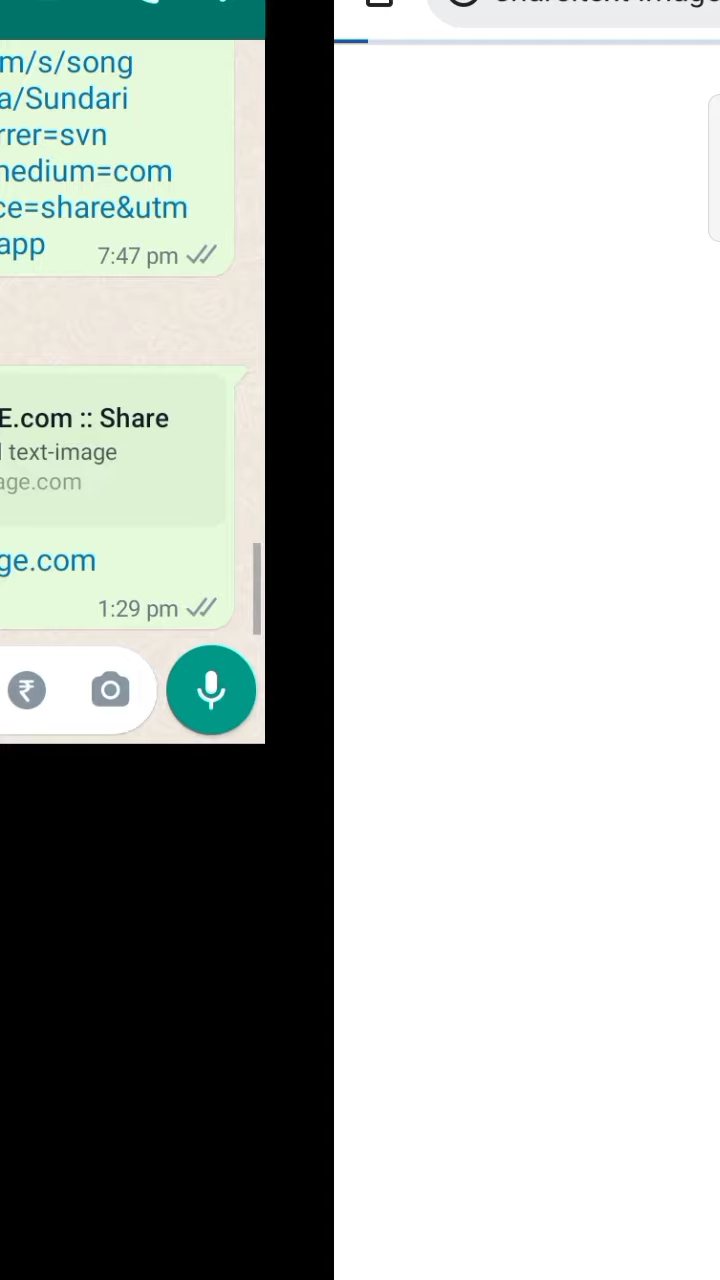 m/s/song
a/Sundari
rrer=svn
nedium=com
ce=share&utm
app
7:47 pm
E.com :: Share
text-image
age.com
ge.com
1:29 pm